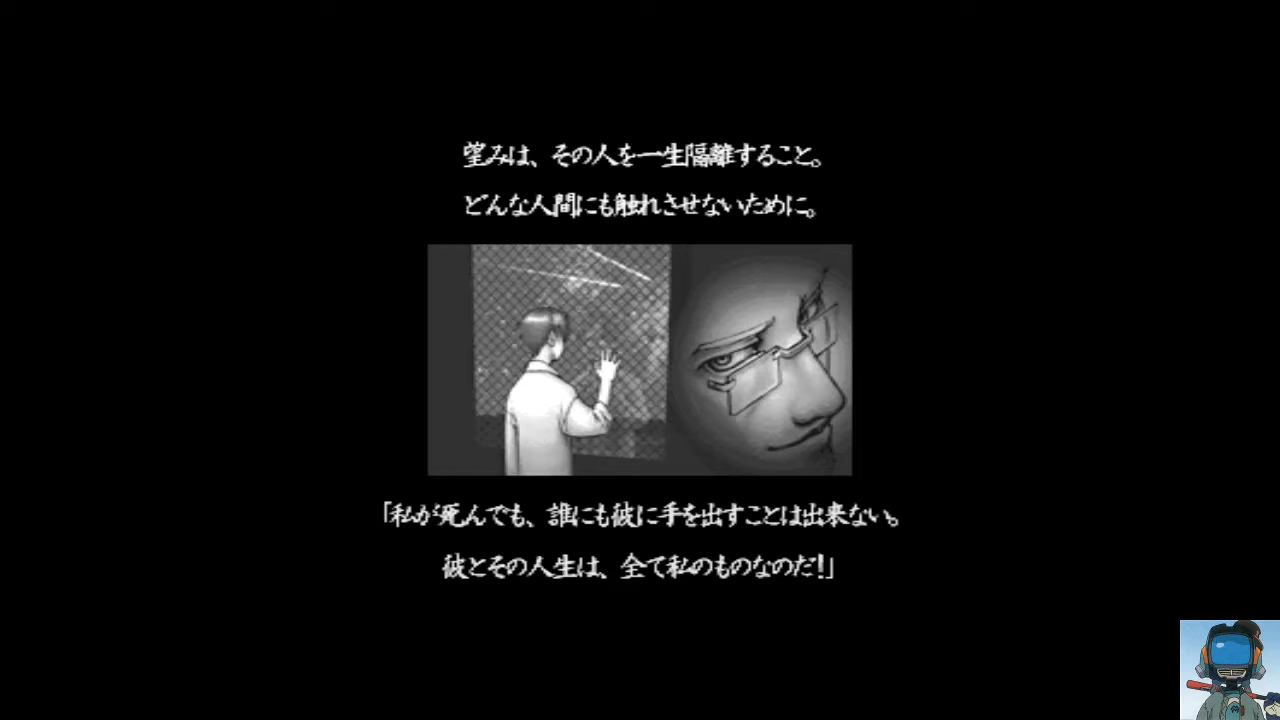 望みは、その人を一生隔離すること。
どんな人間にも触れさせないために。
「私が死んでも、誰にも彼に手を出すことは出来ない。
彼とその人生は、全て私のものなのだ!」